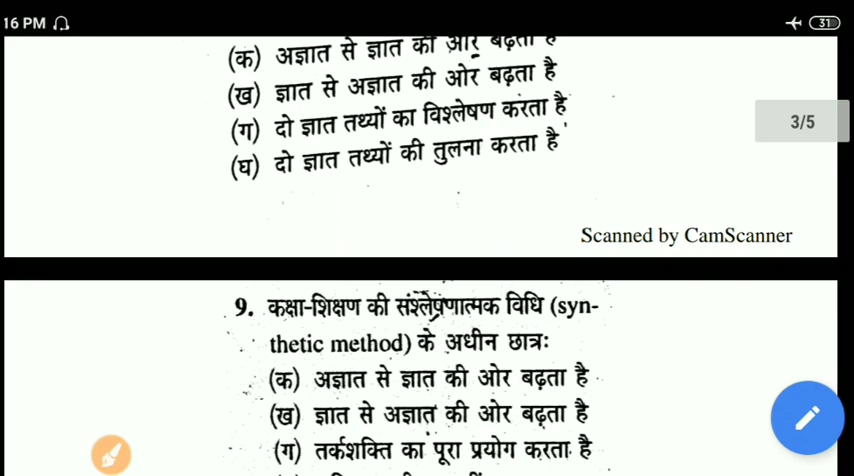 16 PM
31
(क) अज्ञात से ज्ञात की ओर बढ़ता है
(ख) ज्ञात से अज्ञात की ओर बढ़ता है
(ग) दो ज्ञात तथ्यों का विश्लेषण करता है
(घ) दो ज्ञात तथ्यों की तुलना करता है
3/5
Scanned by CamScanner
9. कक्षा-शिक्षण की संश्लेषणात्मक विधि (syn-
thetic method) के अधीन छात्रः
(क) अज्ञात से ज्ञात की ओर बढ़ता है
(ख) ज्ञात से अज्ञात की ओर बढ़ता है
(ग) तर्कशक्ति का पूरा प्रयोग करता है